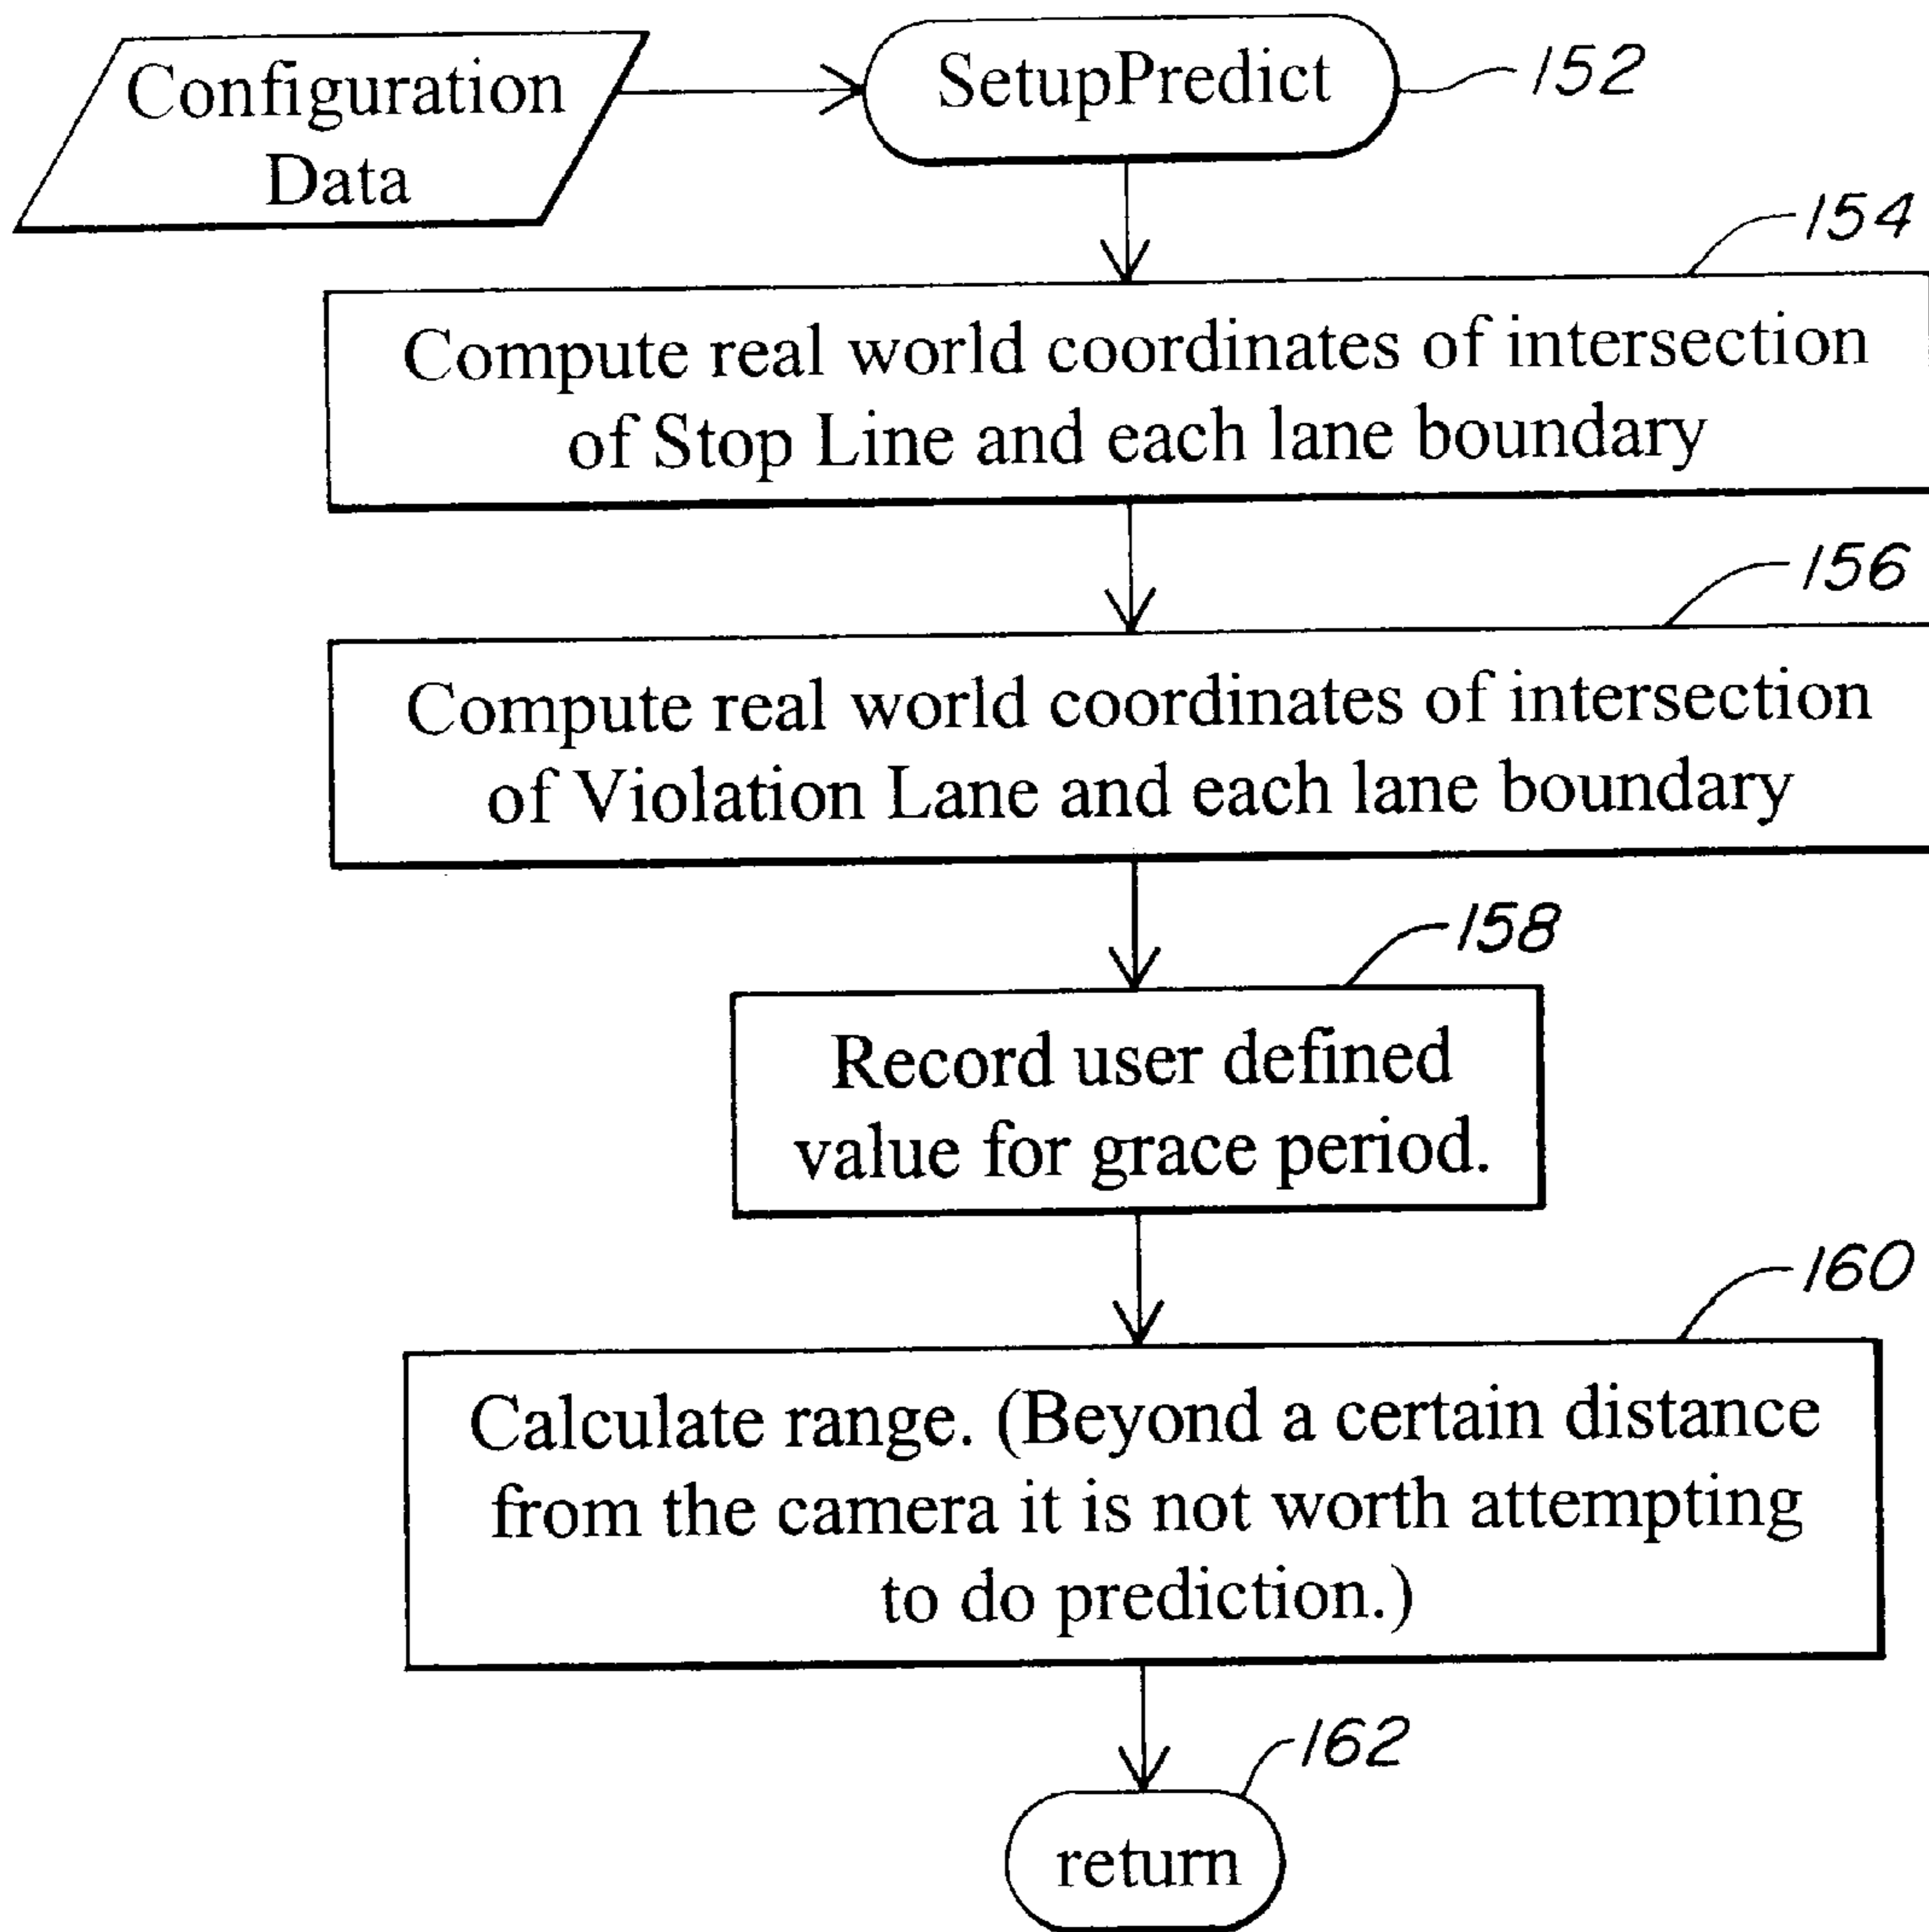 Configuration
Data
SetupPredict
152
154
Compute real world coordinates of intersection
of Stop Line and each lane boundary
156
Compute real world coordinates of intersection
of Violation Lane and each lane boundary
158
Record user defined
value for grace period.
160
Calculate range. (Beyond a certain distance
from the camera it is not worth attempting
to do prediction.)
162
return